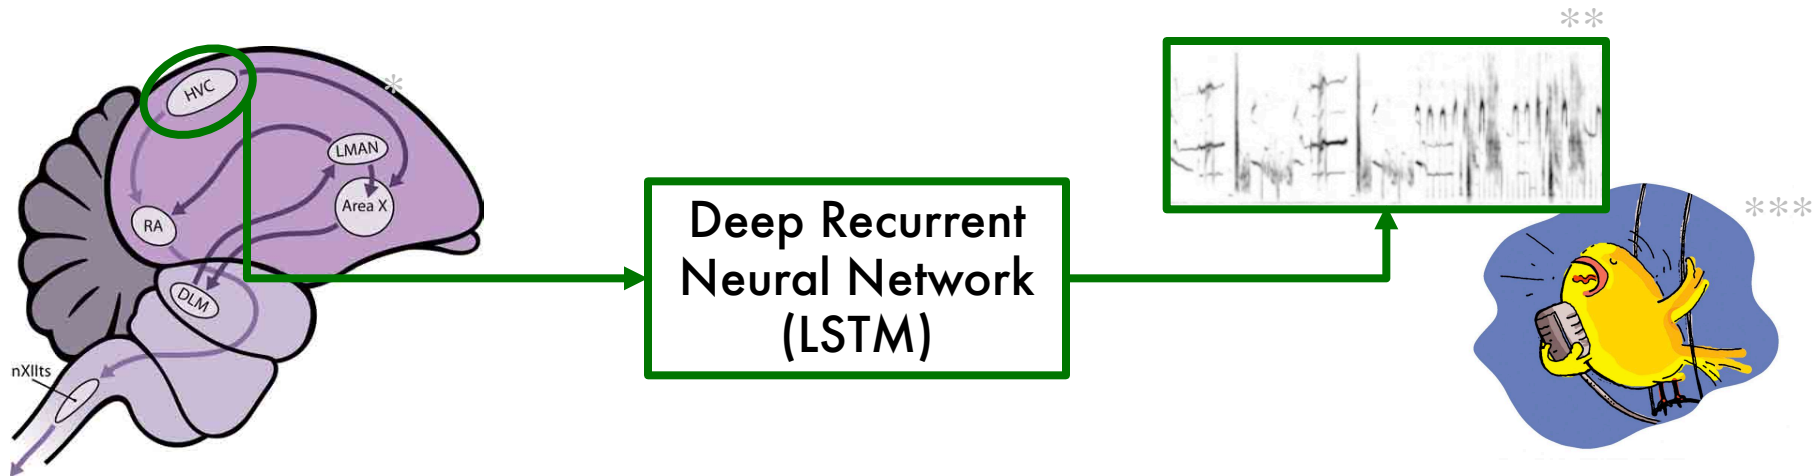 **
HVC
*
LMAN
Area X
RA
DLM
nXIIts
Deep Recurrent
Neural Network
(LSTM)
***